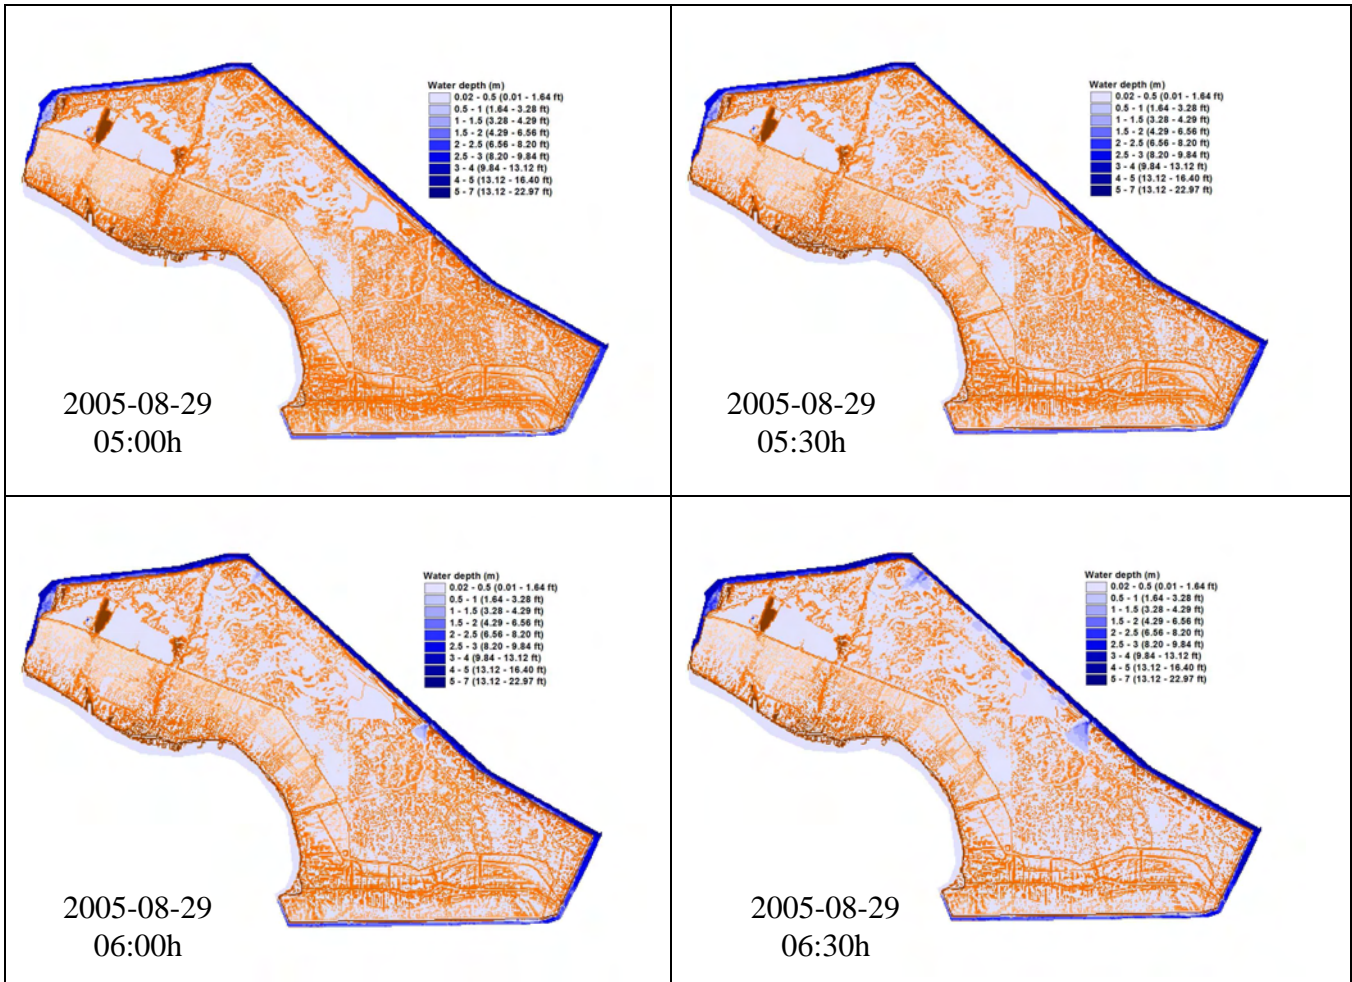 Water depth (m)
0.02 - 0.5 (0.01 - 1.64 ft)
0.5 - 1 (1.64 - 3.28 ft)
1 - 1.5 (3.28 - 4.29 ft)
1.5 - 2 (4.29 - 6.56 ft)
2 - 2.5 (6.56 - 8.20 ft)
2.5 - 3 (8.20 - 9.84 ft)
3 - 4 (9.84 - 13.12 ft)
4 - 5 (13.12 - 16.40 ft)
5 - 7 (13.12 - 22.97 ft)
2005-08-29
05:00h
Water depth (m)
0.02 - 0.5 (0.01 - 1.64 ft)
0.5 - 1 (1.64 - 3.28 ft)
1 - 1.5 (3.28 - 4.29 ft)
1.5 - 2 (4.29 - 6.56 ft)
2 - 2.5 (6.56 - 8.20 ft)
2.5 - 3 (8.20 - 9.84 ft)
3 - 4 (9.84 - 13.12 ft)
4 - 5 (13.12 - 16.40 ft)
5 - 7 (13.12 - 22.97 ft)
2005-08-29
05:30h
Water depth (m)
0.02 - 0.5 (0.01 - 1.64 ft)
0.5 - 1 (1.64 - 3.28 ft)
1 - 1.5 (3.28 - 4.29 ft)
1.5 - 2 (4.29 - 6.56 ft)
2 - 2.5 (6.56 - 8.20 ft)
2.5 - 3 (8.20 - 9.84 ft)
3 - 4 (9.84 - 13.12 ft)
4 - 5 (13.12 - 16.40 ft)
5 - 7 (13.12 - 22.97 ft)
2005-08-29
06:00h
Water depth (m)
0.02 - 0.5 (0.01 - 1.64 ft)
0.5 - 1 (1.64 - 3.28 ft)
1 - 1.5 (3.28 - 4.29 ft)
1.5 - 2 (4.29 - 6.56 ft)
2 - 2.5 (6.56 - 8.20 ft)
2.5 - 3 (8.20 - 9.84 ft)
3 - 4 (9.84 - 13.12 ft)
4 - 5 (13.12 - 16.40 ft)
5 - 7 (13.12 - 22.97 ft)
2005-08-29
06:30h